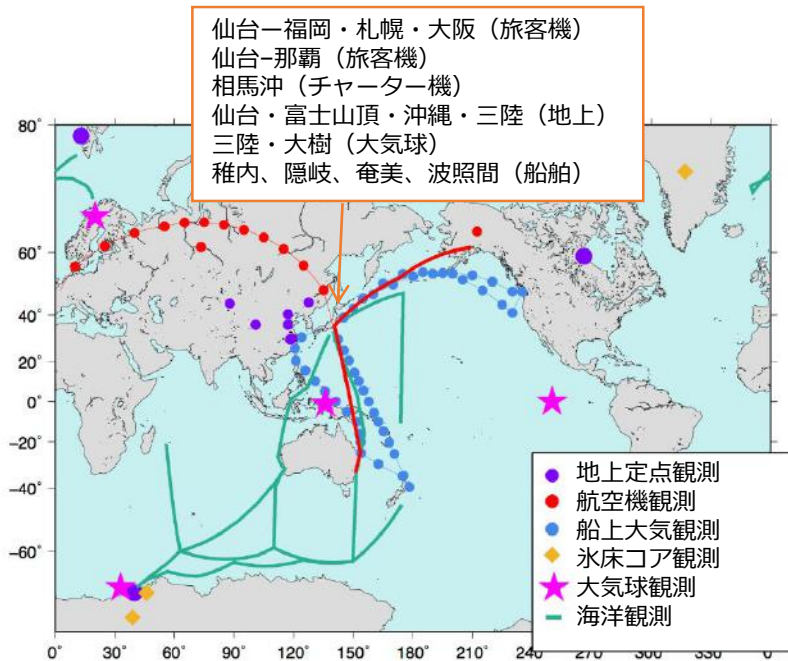 仙台ー福岡・札幌・大阪（旅客機）
仙台−那覇（旅客機）
相馬沖（チャーター機）
仙台・富士山頂・沖縄・三陸（地上）
三陸・大樹（大気球）
稚内、隠岐、奄美、波照間（船舶）
80°
60°
40°
20°
0°
−20°
−40°
−60°
地上定点観測
航空機観測
船上大気観測
氷床コア観測
大気球観測
海洋観測
0° 30° 60° 90° 120° 150° 180° 210° 240 270 300 330 0°